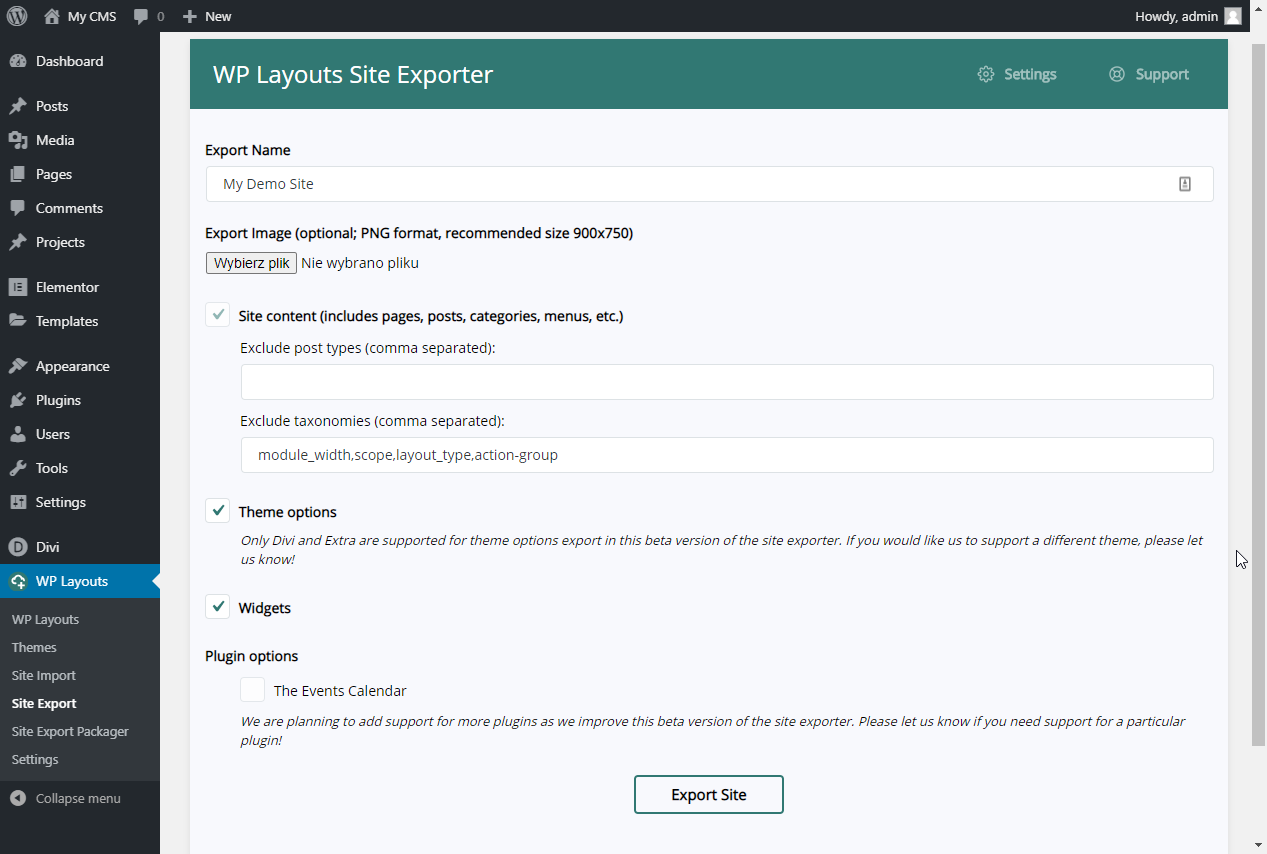 My CMS
0
New
Howdy, admin
Dashboard
Posts
Media
Pages
Comments
Projects
Elementor
Templates
Appearance
Plugins
Users
Tools
Settings
Divi
WP Layouts
WP Layouts
Themes
Site Import
Site Export
Site Export Packager
Settings
Collapse menu
WP Layouts Site Exporter
Settings
Support
Export Name
My Demo Site
Export Image (optional; PNG format, recommended size 900x750)
Wybierz plik Nie wybrano pliku
Site content (includes pages, posts, categories, menus, etc.)
Exclude post types (comma separated):
Exclude taxonomies (comma separated):
module_width,scope,layout_type,action-group
Theme options
Only Divi and Extra are supported for theme options export in this beta version of the site exporter. If you would like us to support a different theme, please let
us know!
Widgets
Plugin options
The Events Calendar
We are planning to add support for more plugins as we improve this beta version of the site exporter. Please let us know if you need support for a particular
plugin!
Export Site